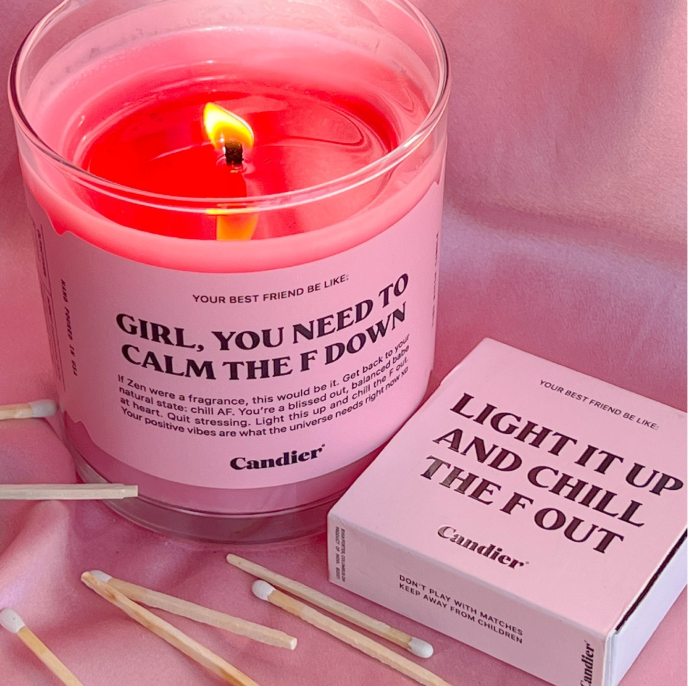 YOUR BEST FRIEND BE LIKE:
GIRL, YOU NEED TO
CALM THE F DOWN
If Zen were a fragrance, this would be it. Get back to your
natural state: chill AF. You're a blissed out, balanced babe
at heart. Quit stressing. Light this up and chill the F out.
Your positive vibes are what the universe needs right now xo
Candier®
YOUR BEST FRIEND BE LIKE:
LIGHT IT UP
AND CHILL
THE F OUT
Candier®
DON'T PLAY WITH MATCHES
KEEP AWAY FROM CHILDREN